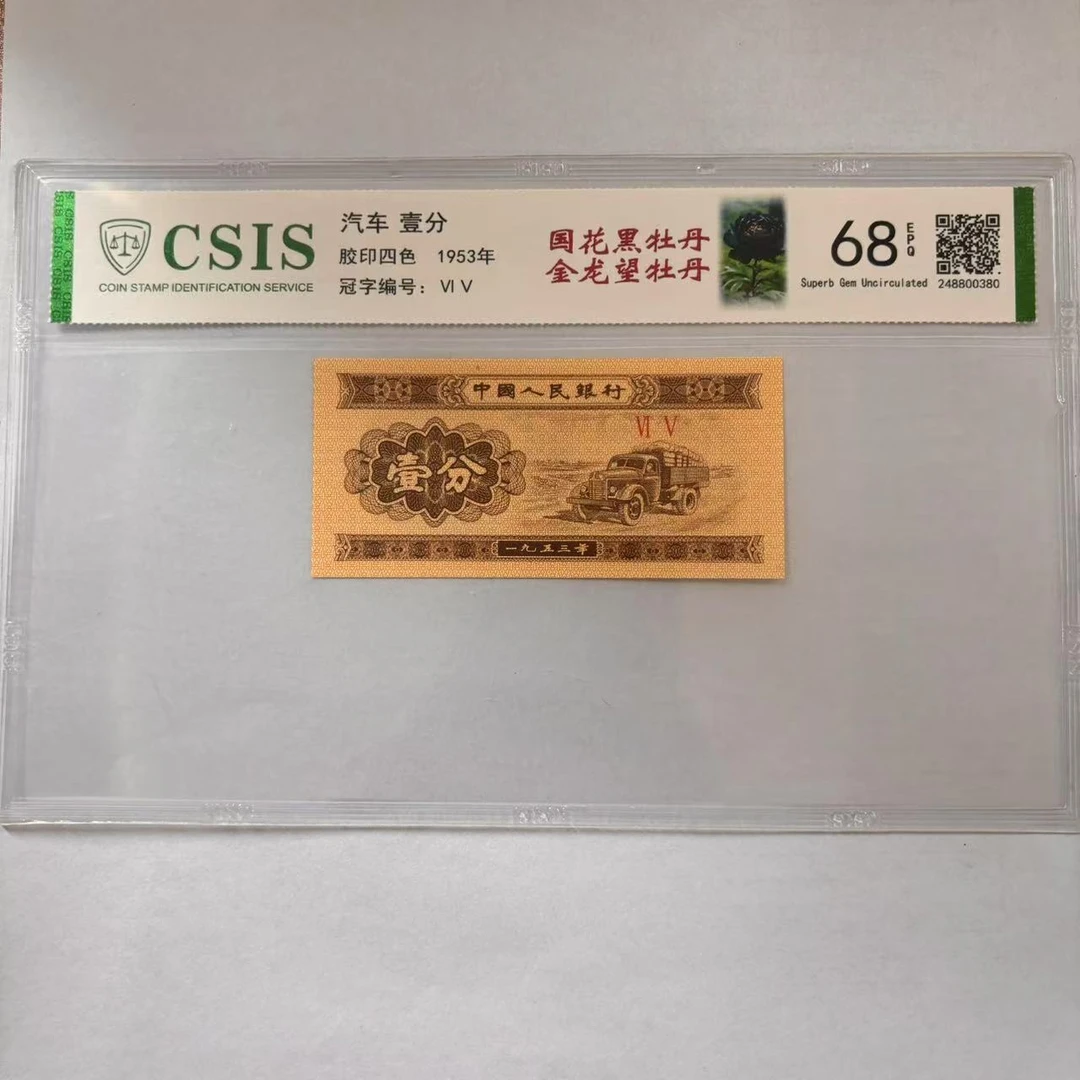 CSIS
COIN STAMP IDENTIFICATION SERVICE
汽车 壹分
胶印四色 1953年
冠字编号：Ⅵ Ⅴ
国花黑牡丹
金龙望牡丹
68
EPQ
Superb Gem Uncirculated
248800380
中國人民銀行
Ⅵ Ⅴ
壹分
一九五三年